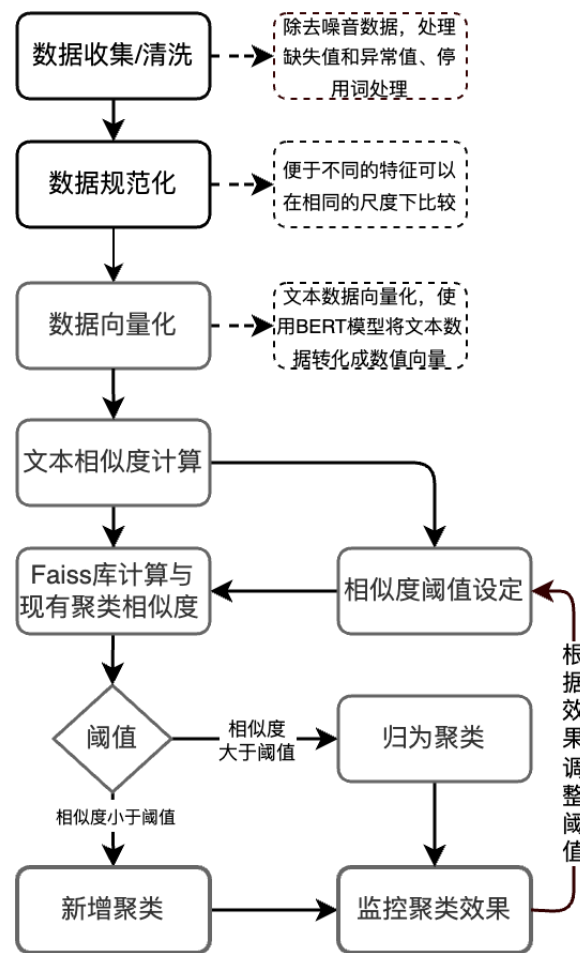 数据收集/清洗
除去噪音数据，处理
缺失值和异常值、停
用词处理
数据规范化
便于不同的特征可以
在相同的尺度下比较
数据向量化
文本数据向量化，使
用BERT模型将文本数
据转化成数值向量
文本相似度计算
Faiss库计算与
现有聚类相似度
相似度阈值设定
阈值
相似度
大于阈值
归为聚类
相似度小于阈值
新增聚类
监控聚类效果
根据效果调整阈值